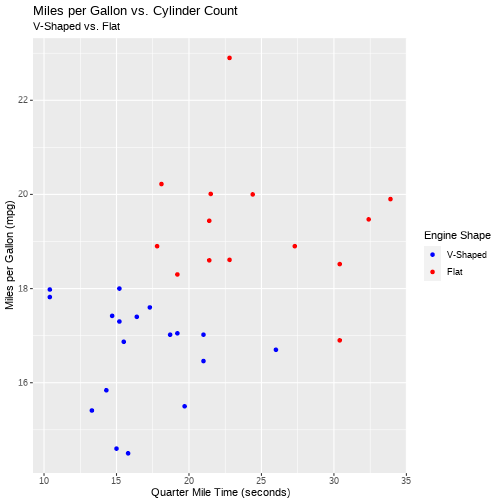 Miles per Gallon vs. Cylinder Count
V-Shaped vs. Flat
Miles per Gallon (mpg)
22
20
18
16
10
15
20
25
30
35
Quarter Mile Time (seconds)
Engine Shape
V-Shaped
Flat